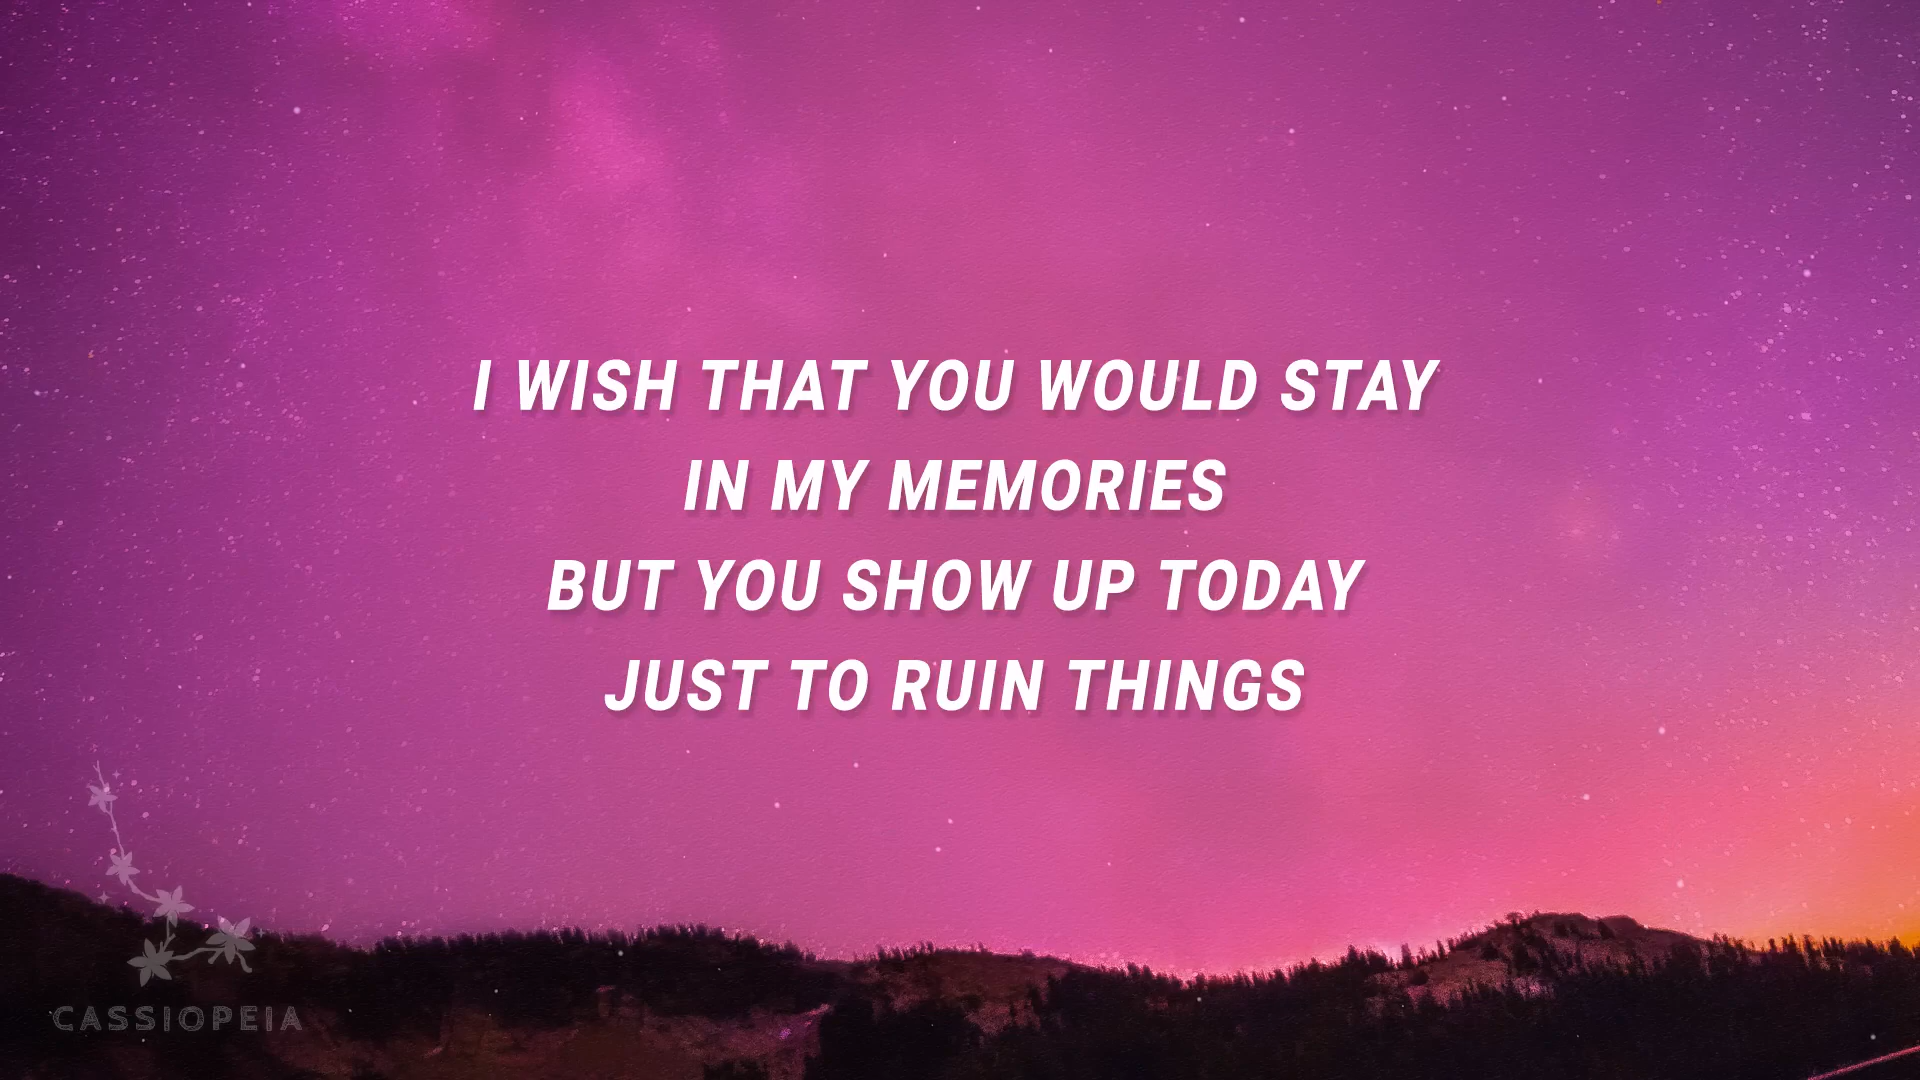 I WISH THAT YOU WOULD STAY
IN MY MEMORIES
BUT YOU SHOW UP TODAY
JUST TO RUIN THINGS
CASSIOPEIA